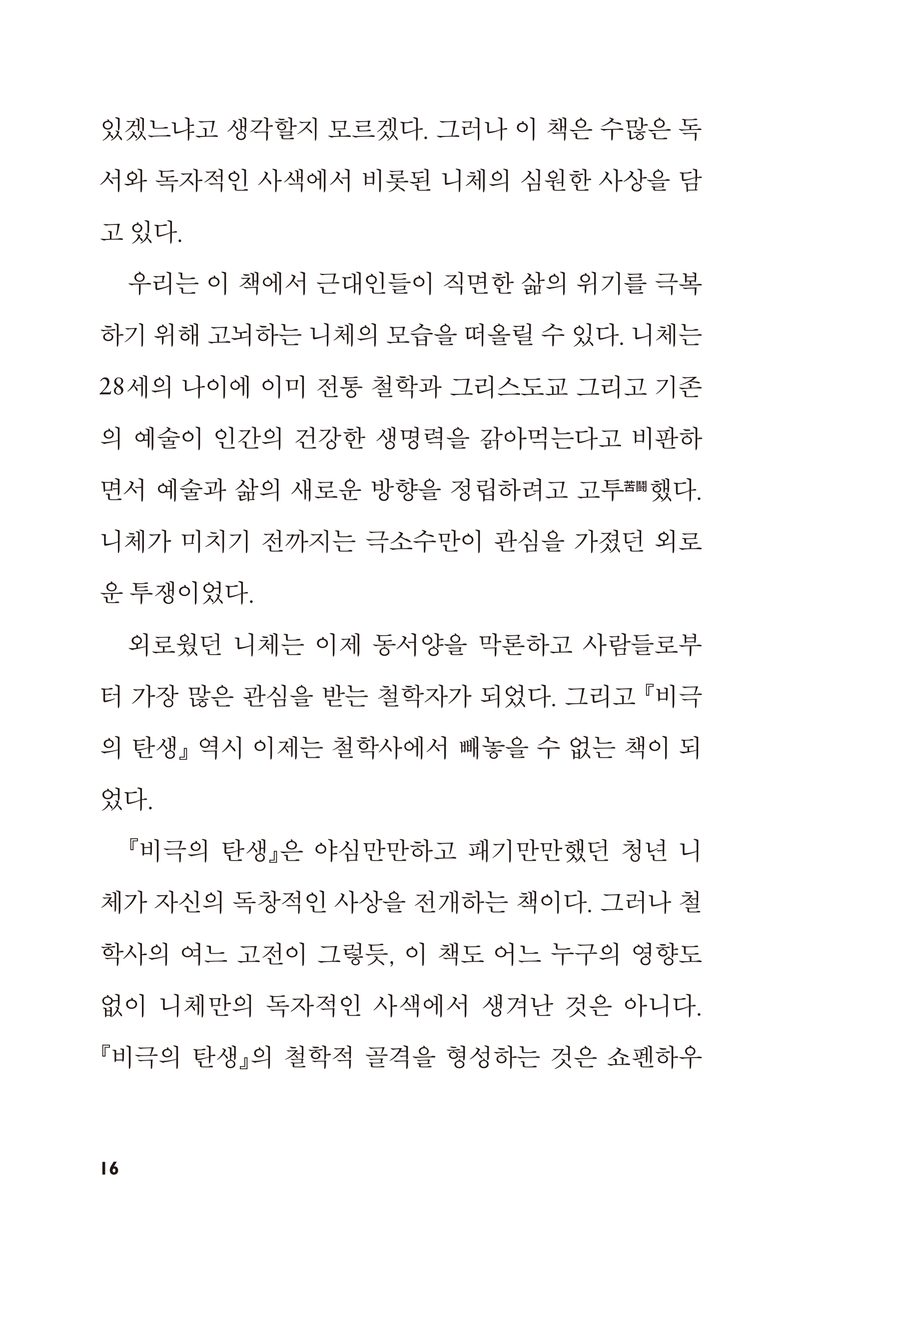 있겠느냐고 생각할지 모르겠다. 그러나 이 책은 수많은 독
서와 독자적인 사색에서 비롯된 니체의 심원한 사상을 담
고 있다.
우리는 이 책에서 근대인들이 직면한 삶의 위기를 극복
하기 위해 고뇌하는 니체의 모습을 떠올릴 수 있다. 니체는
28세의 나이에 이미 전통 철학과 그리스도교 그리고 기존
의 예술이 인간의 건강한 생명력을 갉아먹는다고 비판하
면서 예술과 삶의 새로운 방향을 정립하려고 고투苦鬪했다.
니체가 미치기 전까지는 극소수만이 관심을 가졌던 외로
운 투쟁이었다.
외로웠던 니체는 이제 동서양을 막론하고 사람들로부
터 가장 많은 관심을 받는 철학자가 되었다. 그리고 『비극
의 탄생』 역시 이제는 철학사에서 빼놓을 수 없는 책이 되
었다.
『비극의 탄생』은 야심만만하고 패기만만했던 청년 니
체가 자신의 독창적인 사상을 전개하는 책이다. 그러나 철
학사의 여느 고전이 그렇듯, 이 책도 어느 누구의 영향도
없이 니체만의 독자적인 사색에서 생겨난 것은 아니다.
『비극의 탄생』의 철학적 골격을 형성하는 것은 쇼펜하우
16